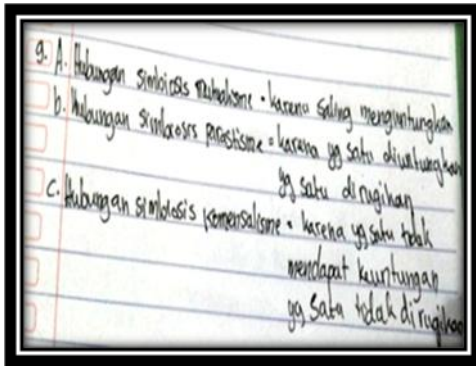 9. A. Hubungan simbiosis mutualisme = karena saling menguntungkan
b. Hubungan simbiosis parasitisme = karena yg satu diuntungkan
yg satu dirugikan
C. Hubungan simbiosis komensalisme = karena yg satu tidak
mendapat keuntungan
yg satu tidak dirugikan